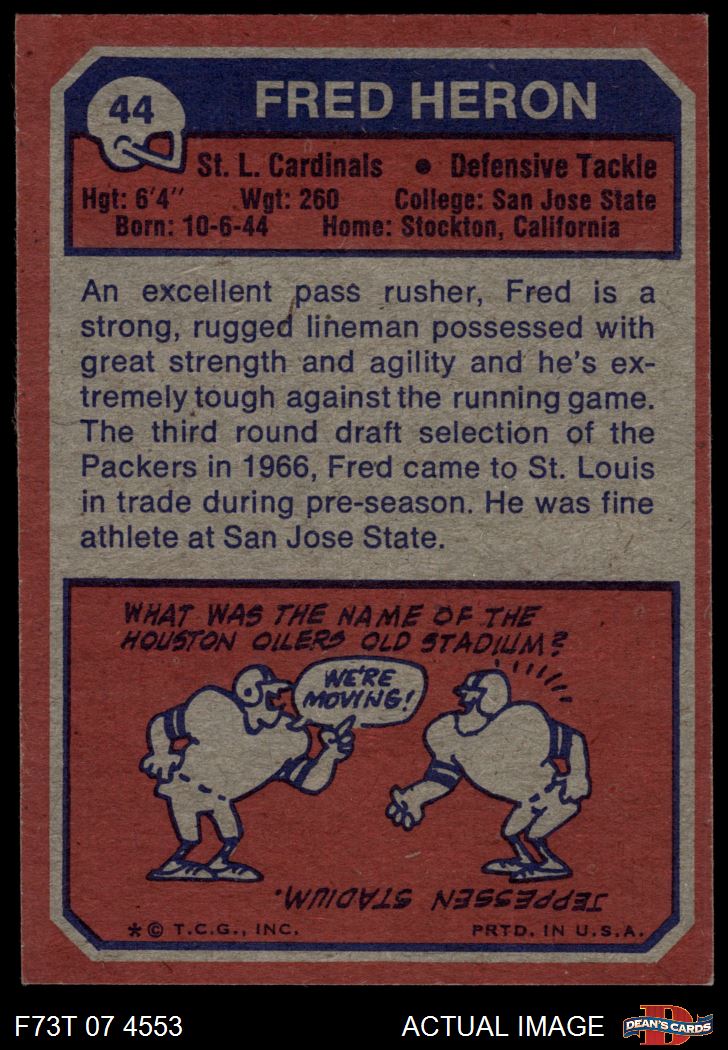 44
FRED HERON
St. L. Cardinals • Defensive Tackle
Hgt: 6'4" Wgt: 260 College: San Jose State
Born: 10-6-44 Home: Stockton, California
An excellent pass rusher, Fred is a
strong, rugged lineman possessed with
great strength and agility and he's ex-
tremely tough against the running game.
The third round draft selection of the
Packers in 1966, Fred came to St. Louis
in trade during pre-season. He was fine
athlete at San Jose State.
WHAT WAS THE NAME OF THE
HOUSTON OILERS OLD STADIUM?
WE'RE
MOVING!
JEPPESSEN STADIUM.
*© T.C.G., INC. PRTD. IN U.S.A.
F73T 07 4553 ACTUAL IMAGE
D
DEAN'S CARDS